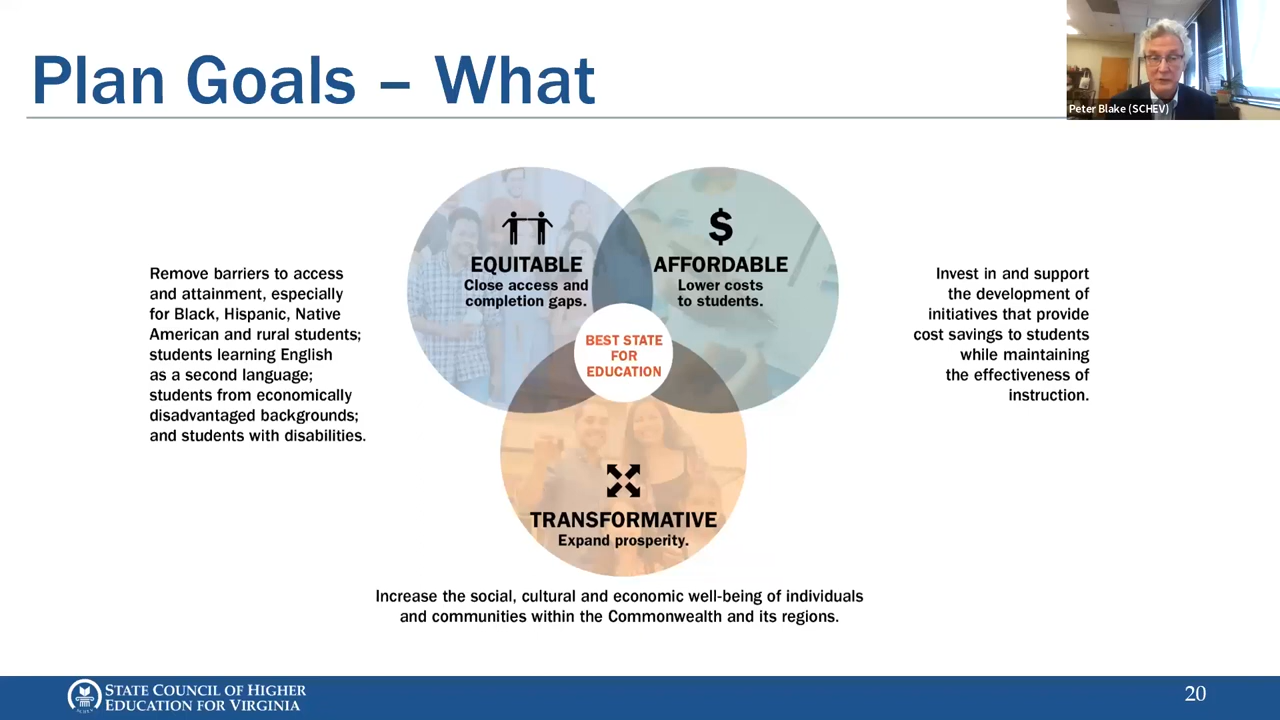 Plan Goals – What
Peter Blake (SCHEV)
EQUITABLE
Close access and
completion gaps.
$
AFFORDABLE
Lower costs
to students.
Remove barriers to access
and attainment, especially
for Black, Hispanic, Native
American and rural students;
students learning English
as a second language;
students from economically
disadvantaged backgrounds;
and students with disabilities.
BEST STATE
FOR
EDUCATION
Invest in and support
the development of
initiatives that provide
cost savings to students
while maintaining
the effectiveness of
instruction.
TRANSFORMATIVE
Expand prosperity.
Increase the social, cultural and economic well-being of individuals
and communities within the Commonwealth and its regions.
STATE COUNCIL OF HIGHER
EDUCATION FOR VIRGINIA
20